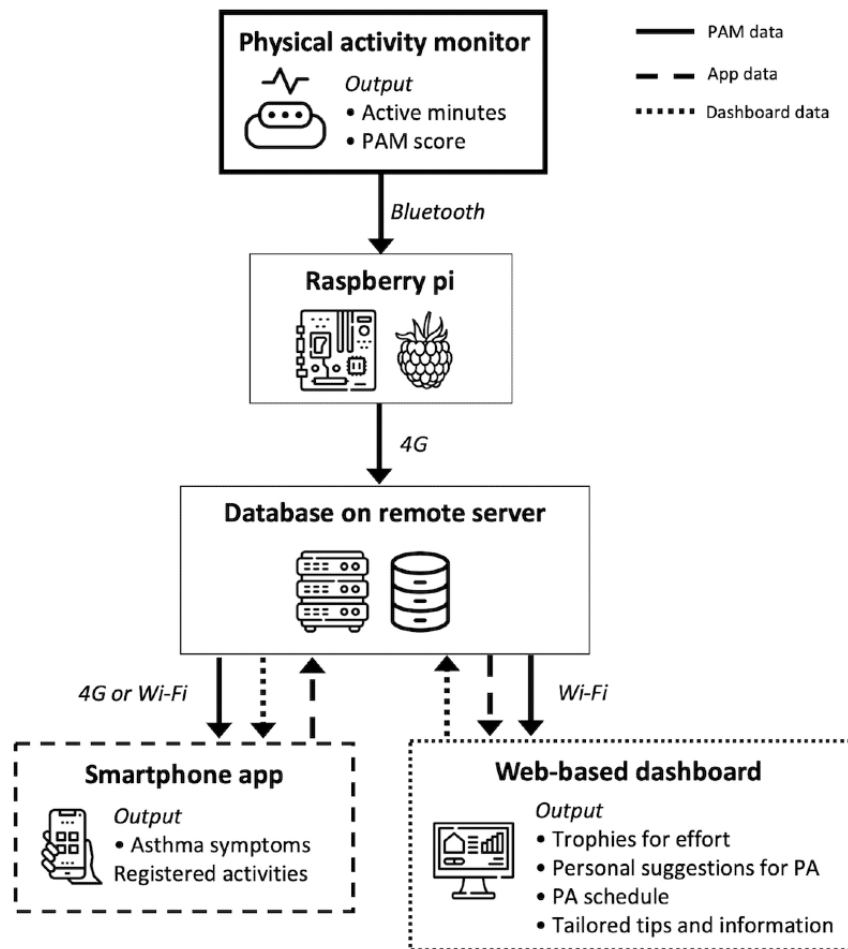 Physical activity monitor
Output
• Active minutes
• PAM score
PAM data
App data
Dashboard data
Bluetooth
Raspberry pi
4G
Database on remote server
4G or Wi-Fi
Wi-Fi
Smartphone app
Output
• Asthma symptoms
Registered activities
Web-based dashboard
Output
• Trophies for effort
• Personal suggestions for PA
• PA schedule
• Tailored tips and information